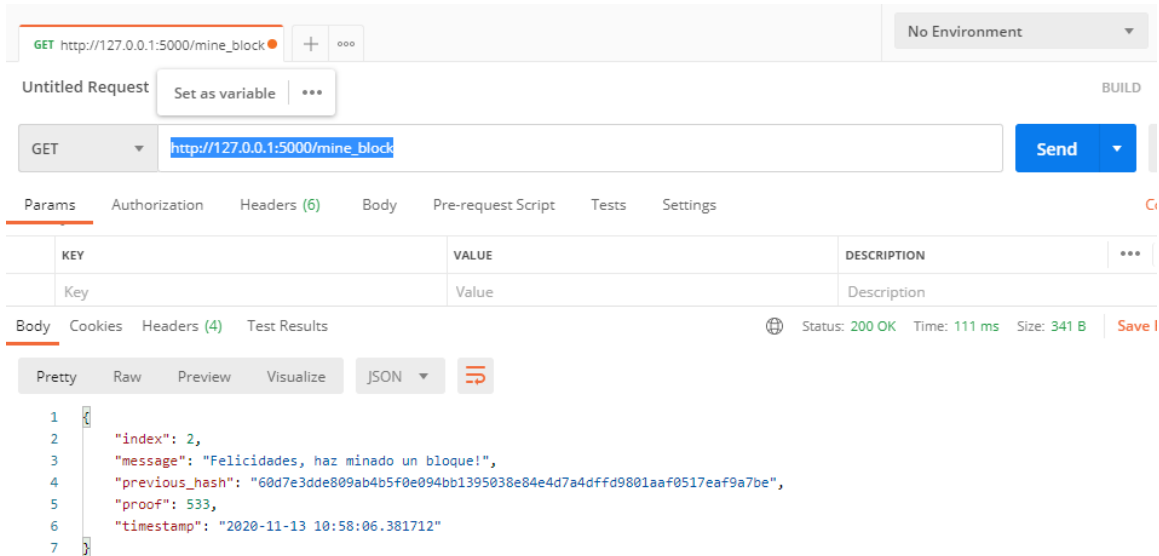 GET http://127.0.0.1:5000/mine_block
No Environment
Untitled Request
Set as variable
BUILD
GET http://127.0.0.1:5000/mine_block Send
Params Authorization Headers (6) Body Pre-request Script Tests Settings
KEY VALUE DESCRIPTION
Key Value Description
Body Cookies Headers (4) Test Results Status: 200 OK Time: 111 ms Size: 341 B Save
Pretty Raw Preview Visualize JSON
1 {
2 "index": 2,
3 "message": "Felicidades, haz minado un bloque!",
4 "previous_hash": "60d7e3dde809ab4b5f0e094bb1395038e84e4d7a4dffd9801aaf0517eaf9a7be",
5 "proof": 533,
6 "timestamp": "2020-11-13 10:58:06.381712"
7 }